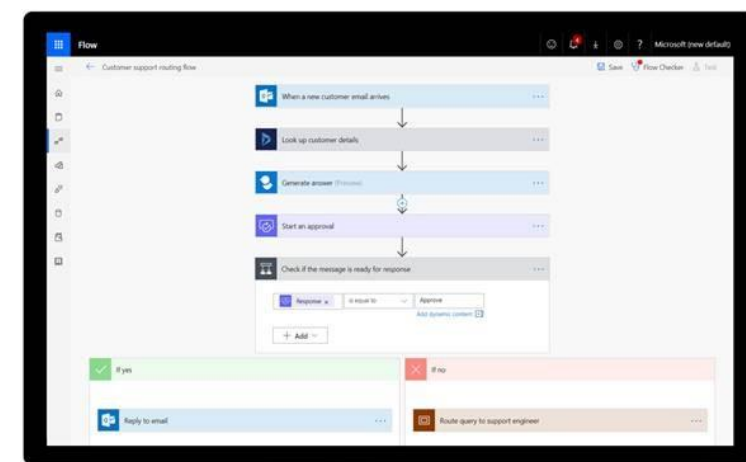 Flow
4
?
Microsoft (new default)
Customer support routing flow
Save
Flow Checker
Test
When a new customer email arrives
Look up customer details
Generate answer (Preview)
Start an approval
Check if the message is ready for response
Response x
is equal to
Approve
Add dynamic content
+ Add
If yes
If no
Reply to email
Route query to support engineer